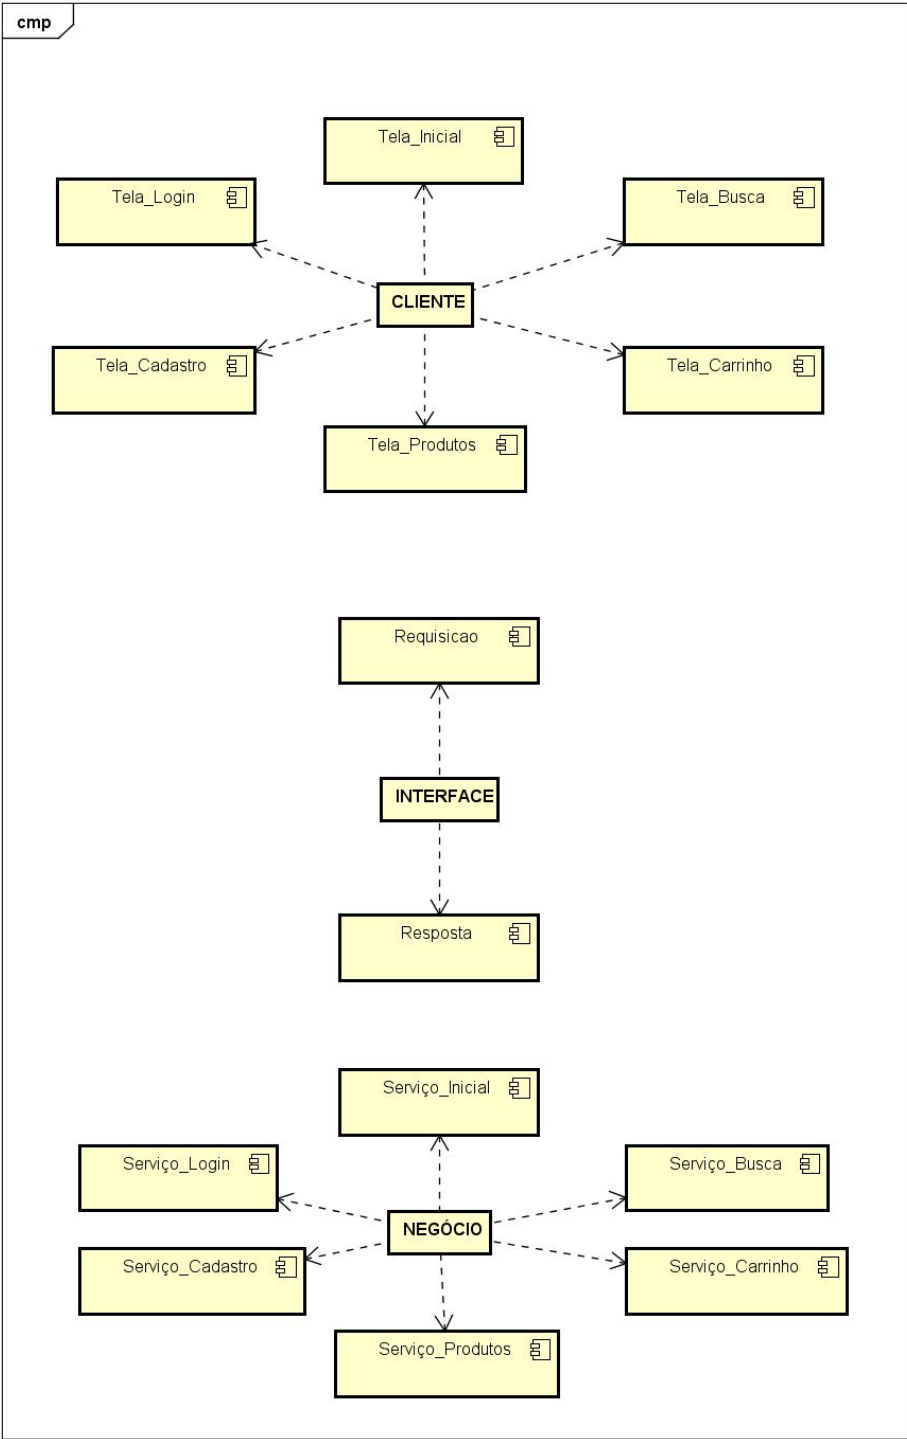 cmp
Tela_Inicial
Tela_Login
Tela_Busca
CLIENTE
Tela_Cadastro
Tela_Carrinho
Tela_Produtos
Requisicao
INTERFACE
Resposta
Serviço_Inicial
Serviço_Login
Serviço_Busca
NEGÓCIO
Serviço_Cadastro
Serviço_Carrinho
Serviço_Produtos